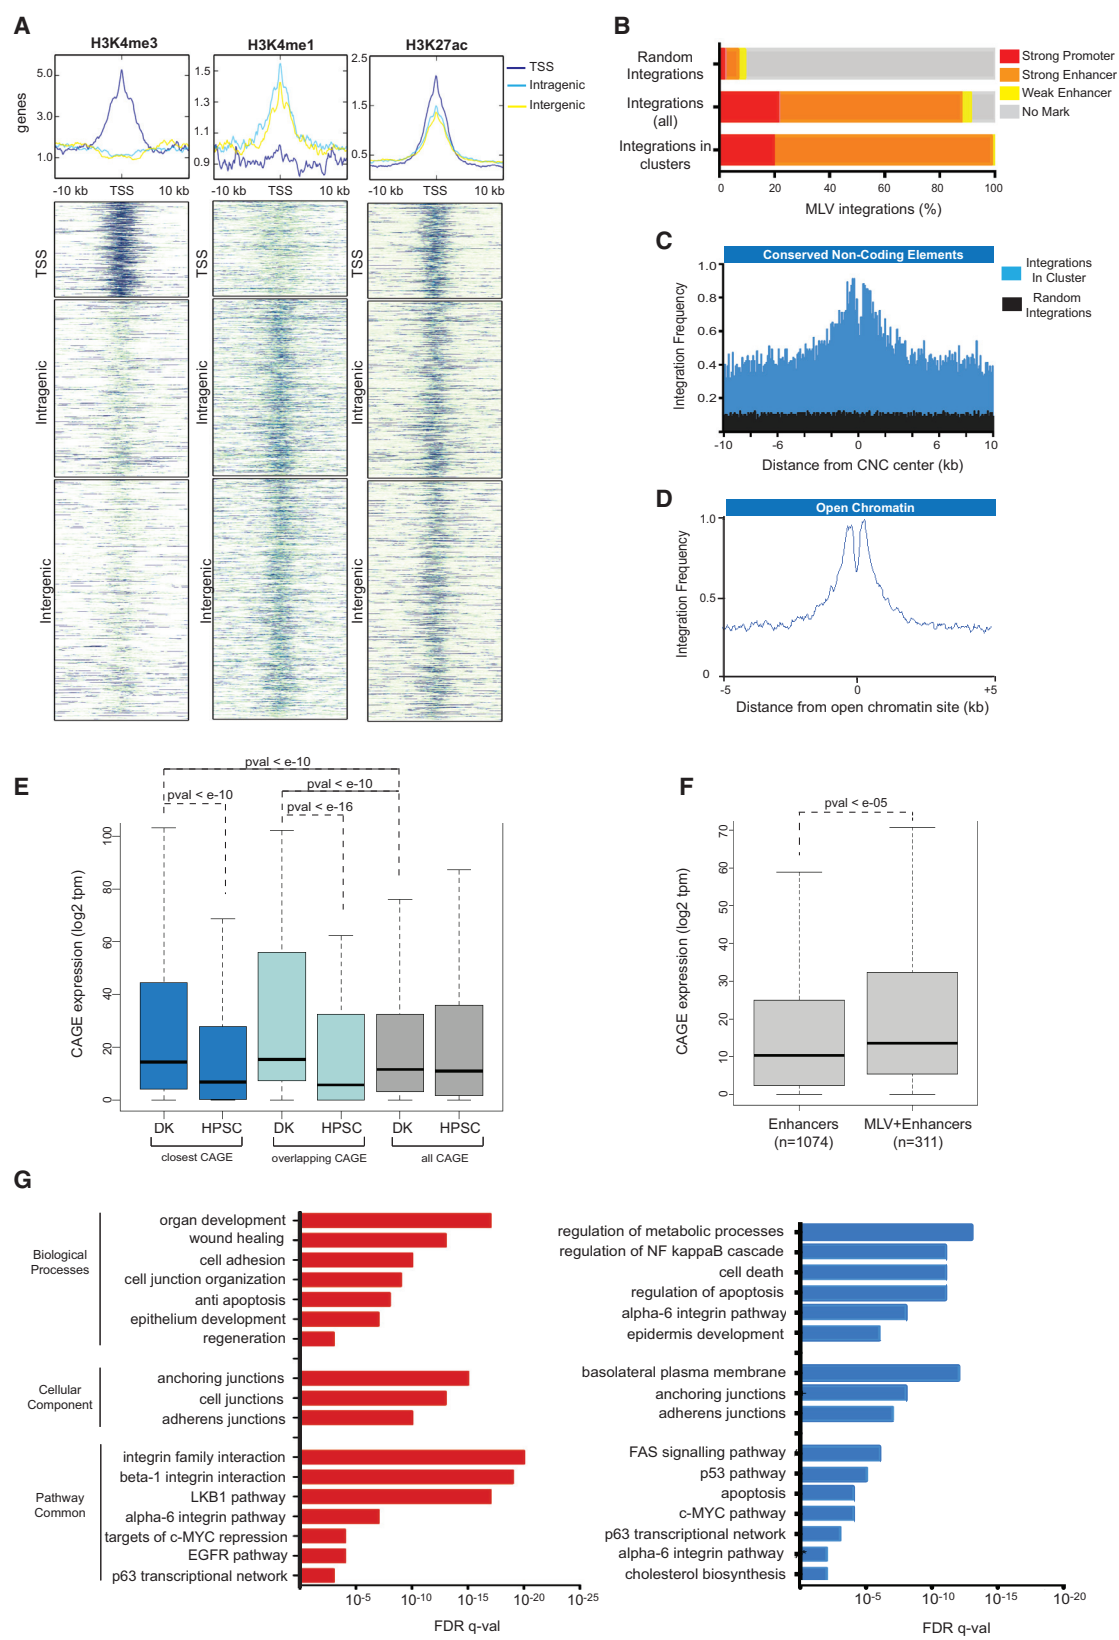 A
H3K4me3
H3K4me1
H3K27ac
genes
5.0
3.0
1.0
1.5
1.3
1.1
0.9
2.5
1.5
0.5
TSS
Intragenic
Intergenic
-10 kb TSS 10 kb
-10 kb TSS 10 kb
-10 kb TSS 10 kb
TSS
Intragenic
Intergenic
TSS
Intragenic
Intergenic
TSS
Intragenic
Intergenic
B
Random
Integrations
Integrations
(all)
Integrations in
clusters
0 20 40 60 80 100
MLV integrations (%)
Strong Promoter
Strong Enhancer
Weak Enhancer
No Mark
C
Conserved Non-Coding Elements
Integration Frequency
1.0
0.8
0.6
0.4
0.2
-10 -6 0 6 10
Distance from CNC center (kb)
Integrations
In Cluster
Random
Integrations
D
Open Chromatin
Integration Frequency
1.0
0.5
0
-5 0 +5
Distance from open chromatin site (kb)
E
pval < e-10
pval < e-10
pval < e-10
pval < e-16
CAGE expression (log2 tpm)
100
80
60
40
20
0
DK HPSC DK HPSC DK HPSC
closest CAGE overlapping CAGE all CAGE
F
pval < e-05
CAGE expression (log2 tpm)
70
60
50
40
30
20
10
0
Enhancers
(n=1074)
MLV+Enhancers
(n=311)
G
Biological
Processes
organ development
wound healing
cell adhesion
cell junction organization
anti apoptosis
epithelium development
regeneration
Cellular
Component
anchoring junctions
cell junctions
adherens junctions
Pathway
Common
integrin family interaction
beta-1 integrin interaction
LKB1 pathway
alpha-6 integrin pathway
targets of c-MYC repression
EGFR pathway
p63 transcriptional network
10-5 10-10 10-15 10-20 10-25
FDR q-val
regulation of metabolic processes
regulation of NF kappaB cascade
cell death
regulation of apoptosis
alpha-6 integrin pathway
epidermis development
basolateral plasma membrane
anchoring junctions
adherens junctions
FAS signalling pathway
p53 pathway
apoptosis
c-MYC pathway
p63 transcriptional network
alpha-6 integrin pathway
cholesterol biosynthesis
10-5 10-10 10-15 10-20
FDR q-val